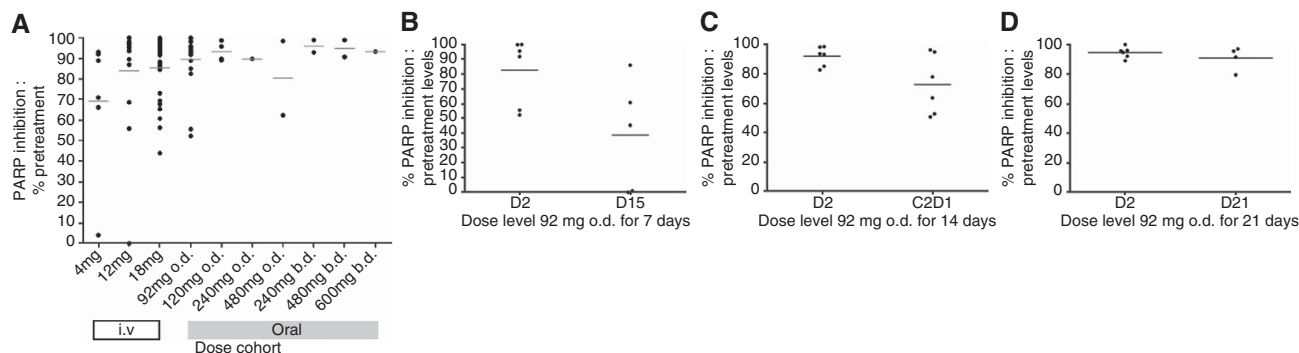 A
PARP inhibition :
% pretreatment
100
90
80
70
60
50
40
30
20
10
0
4mg
12mg
18mg
92mg o.d.
120mg o.d.
240mg o.d.
480mg o.d.
240mg b.d.
480mg b.d.
600mg b.d.
i.v
Oral
Dose cohort
B
% PARP inhibition :
pretreatment levels
100
90
80
70
60
50
40
30
20
10
0
D2
D15
Dose level 92 mg o.d. for 7 days
C
% PARP inhibition :
pretreatment levels
100
80
60
40
20
0
D2
C2D1
Dose level 92 mg o.d. for 14 days
D
% PARP inhibition :
pretreatment levels
100
80
60
40
20
0
D2
D21
Dose level 92 mg o.d. for 21 days